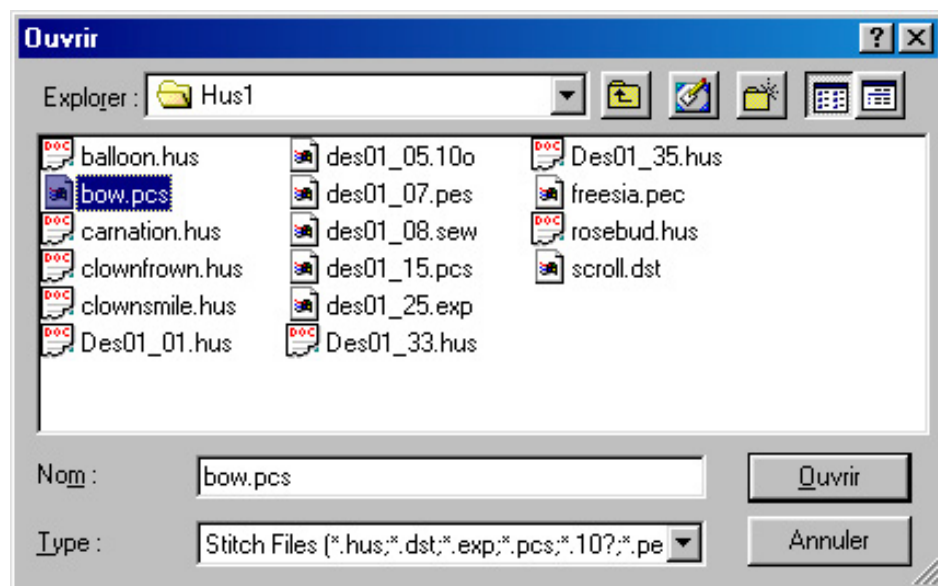 Ouvrir
Explorer : Hus1
balloon.hus
bow.pcs
carnation.hus
clownfrown.hus
clownsmile.hus
Des01_01.hus
des01_05.10o
des01_07.pes
des01_08.sew
des01_15.pcs
des01_25.exp
Des01_33.hus
Des01_35.hus
freesia.pec
rosebud.hus
scroll.dst
Nom : bow.pcs
Ouvrir
Type : Stitch Files (*.hus;*.dst;*.exp;*.pcs;*.10?;*.pe
Annuler